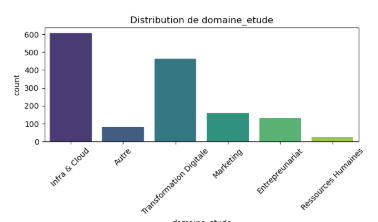 Distribution de domaine_etude
600
500
400
300
200
100
0
count
Infra & Cloud
Autre
Transformation Digitale
Marketing
Entrepreunariat
Ressources Humaines
domaine_etude